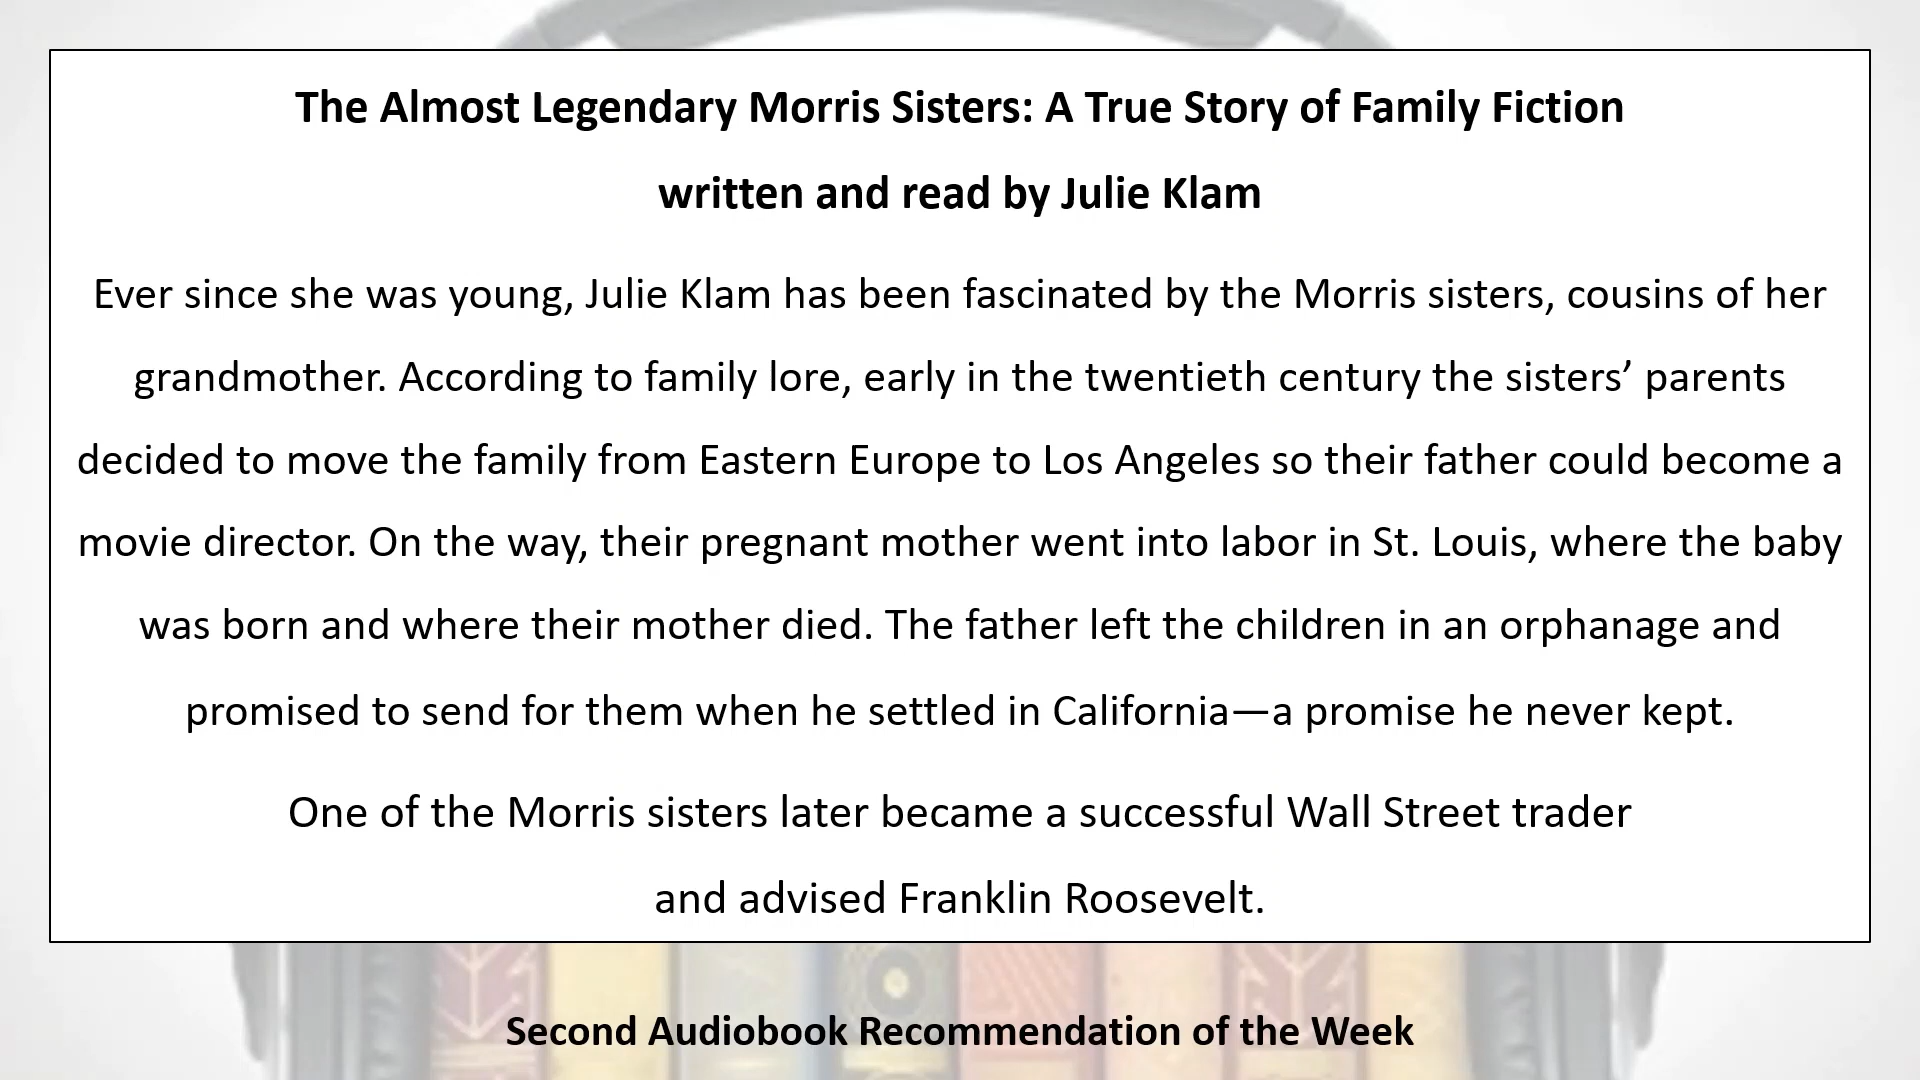 The Almost Legendary Morris Sisters: A True Story of Family Fiction
written and read by Julie Klam
Ever since she was young, Julie Klam has been fascinated by the Morris sisters, cousins of her
grandmother. According to family lore, early in the twentieth century the sisters’ parents
decided to move the family from Eastern Europe to Los Angeles so their father could become a
movie director. On the way, their pregnant mother went into labor in St. Louis, where the baby
was born and where their mother died. The father left the children in an orphanage and
promised to send for them when he settled in California—a promise he never kept.
One of the Morris sisters later became a successful Wall Street trader
and advised Franklin Roosevelt.
Second Audiobook Recommendation of the Week